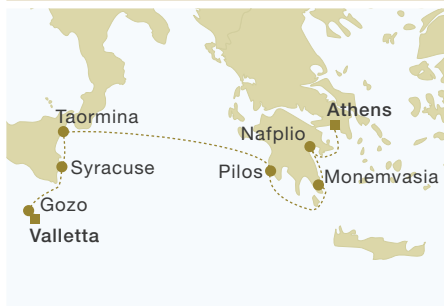 Taormina
Athens
Nafplio
Syracuse
Pilos
Monemvasia
Gozo
Valletta